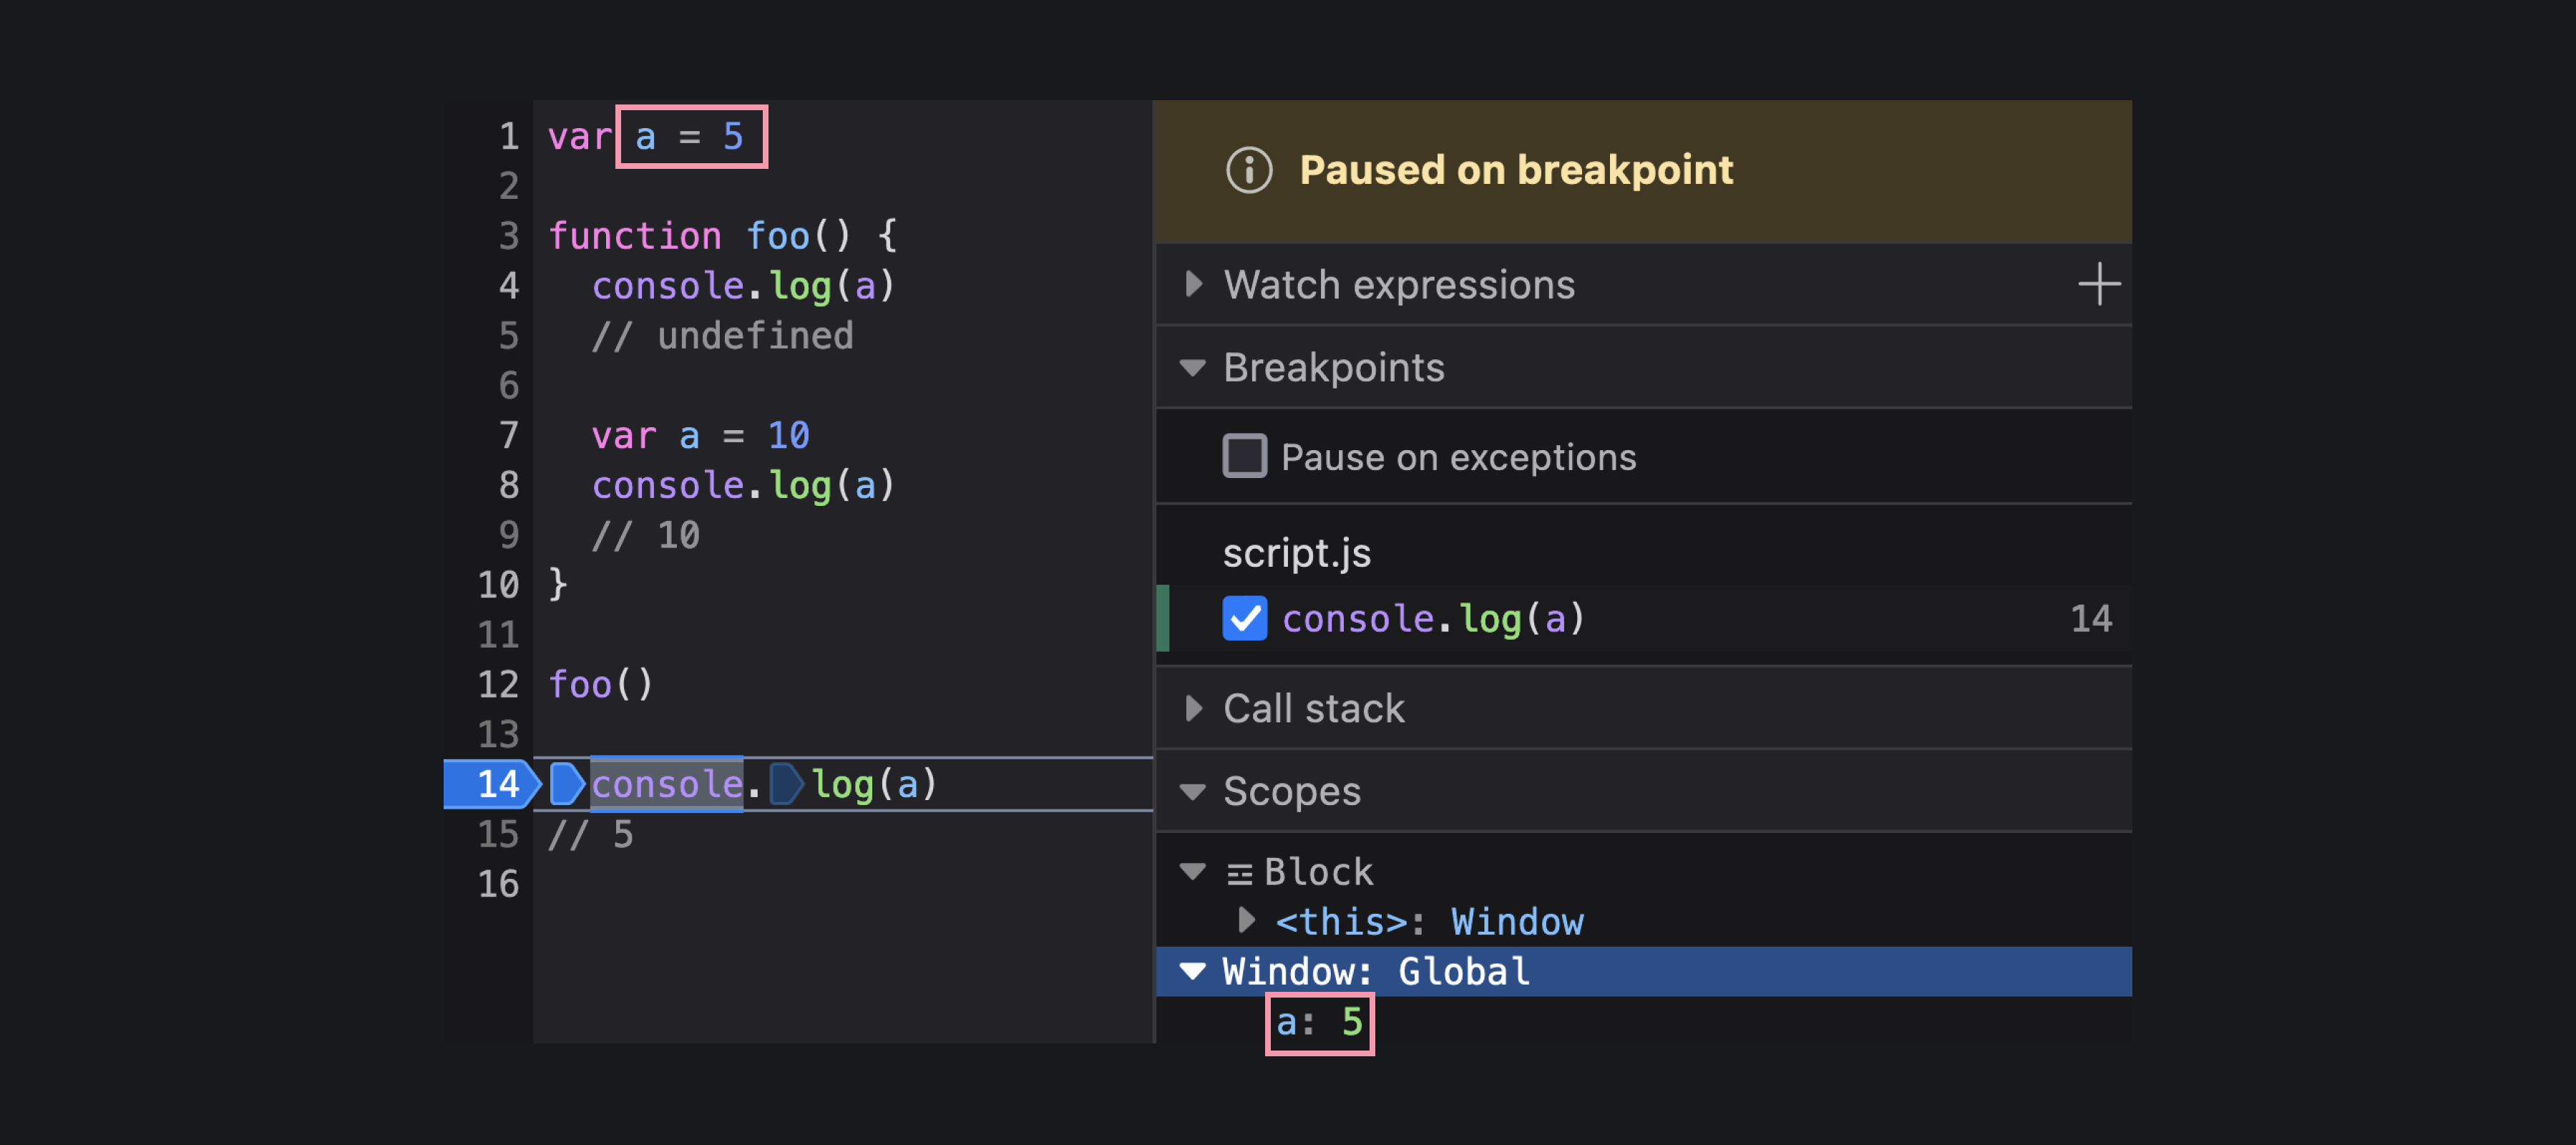 1 var a = 5
2
3 function foo() {
4   console.log(a)
5   // undefined
6
7   var a = 10
8   console.log(a)
9   // 10
10 }
11
12 foo()
13
14 console.log(a)
15 // 5
16
Paused on breakpoint
Watch expressions
Breakpoints
Pause on exceptions
script.js
console.log(a) 14
Call stack
Scopes
Block
<this>: Window
Window: Global
a: 5